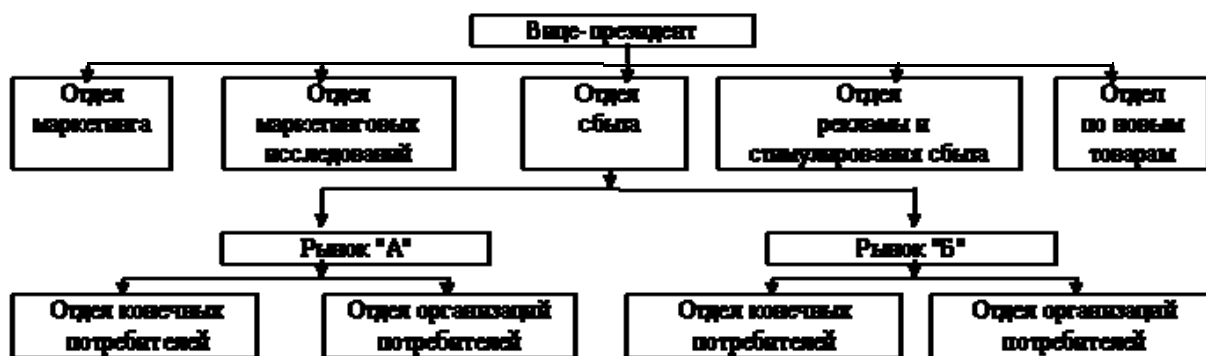 Вице-президент
Отдел
маркетинга
Отдел
маркетинговых
исследований
Отдел
сбыта
Отдел
рекламы и
стимулирования сбыта
Отдел
по новым
товарам
Рынок "А"
Рынок "Б"
Отдел конечных
потребителей
Отдел организаций
потребителей
Отдел конечных
потребителей
Отдел организаций
потребителей